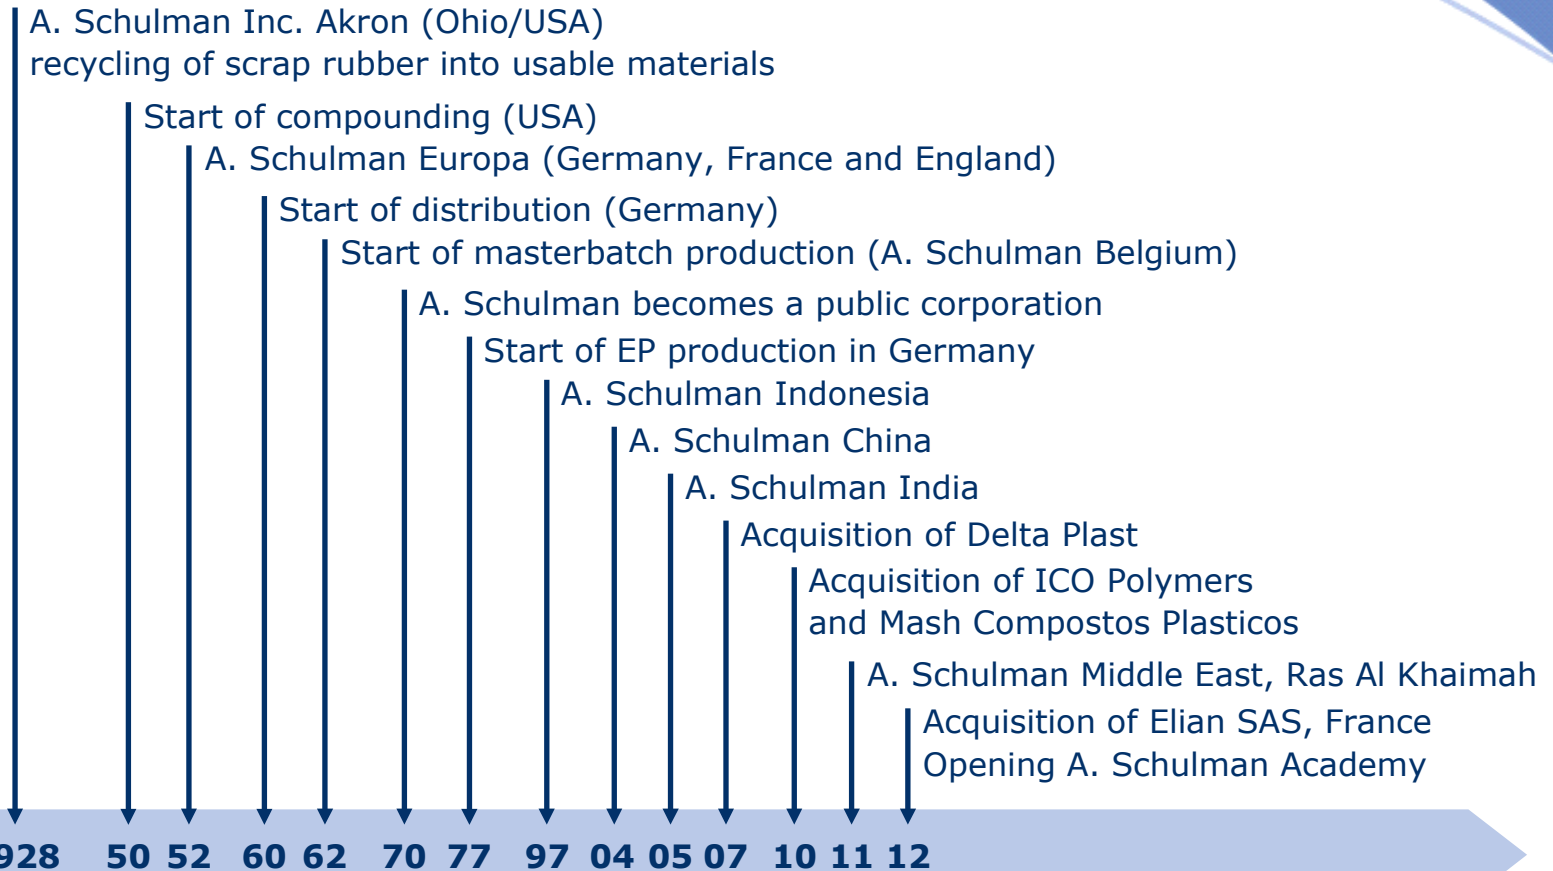 A. Schulman Inc. Akron (Ohio/USA)
recycling of scrap rubber into usable materials
Start of compounding (USA)
A. Schulman Europa (Germany, France and England)
Start of distribution (Germany)
Start of masterbatch production (A. Schulman Belgium)
A. Schulman becomes a public corporation
Start of EP production in Germany
A. Schulman Indonesia
A. Schulman China
A. Schulman India
Acquisition of Delta Plast
Acquisition of ICO Polymers
and Mash Compostos Plasticos
A. Schulman Middle East, Ras Al Khaimah
Acquisition of Elian SAS, France
Opening A. Schulman Academy
928 50 52 60 62 70 77 97 04 05 07 10 11 12